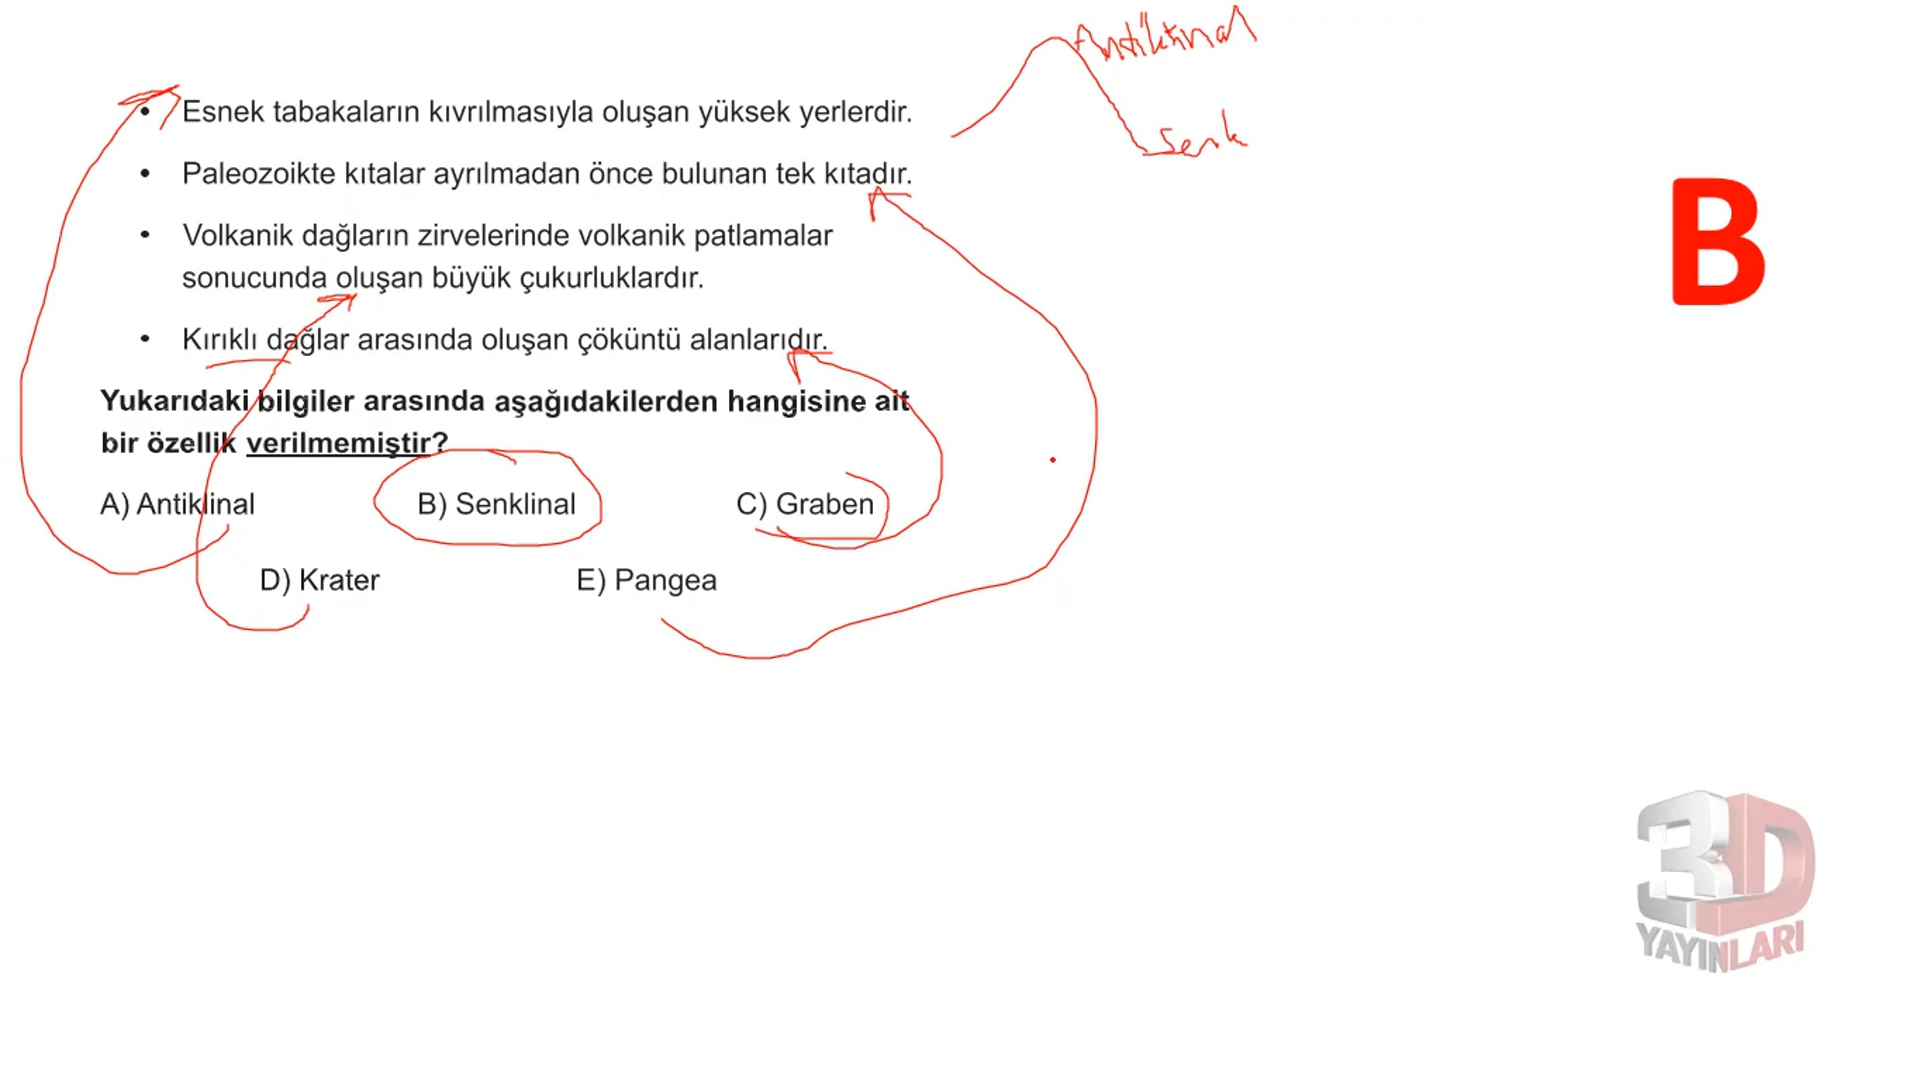 Antiklinal
Senk
• Esnek tabakaların kıvrılmasıyla oluşan yüksek yerlerdir.
• Paleozoikte kıtalar ayrılmadan önce bulunan tek kıtadır.
• Volkanik dağların zirvelerinde volkanik patlamalar
sonucunda oluşan büyük çukurluklardır.
• Kırıklı dağlar arasında oluşan çöküntü alanlarıdır.
Yukarıdaki bilgiler arasında aşağıdakilerden hangisine ait
bir özellik verilmemiştir?
A) Antiklinal B) Senklinal C) Graben
D) Krater E) Pangea
B
3D
YAYINLARI